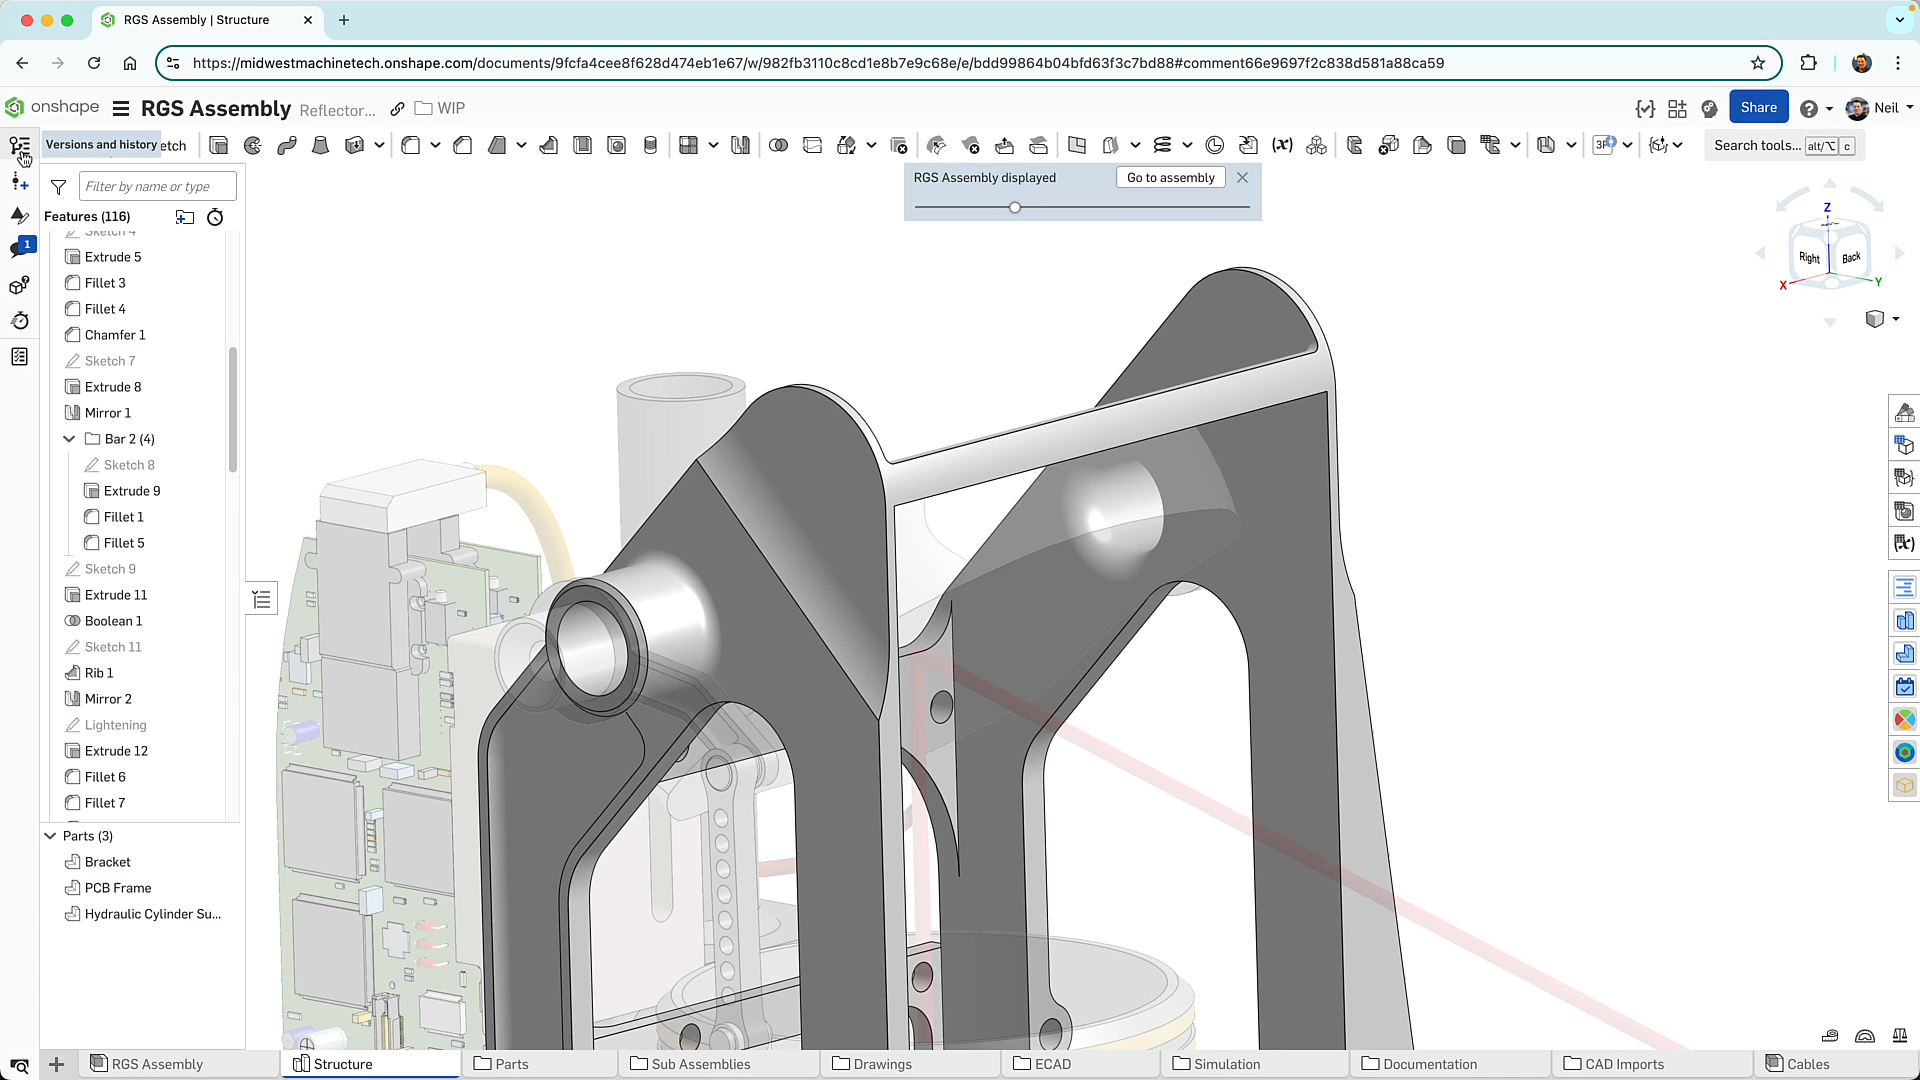 RGS Assembly | Structure
https://midwestmachinetech.onshape.com/documents/9fcfa4cee8f628d474eb1e67/w/982fb3110c8cd1e8b7e9c68e/e/bdd99864b04bfd63f3c7bd88#comment66e9697f2c838d581a88ca59
onshape
RGS Assembly
Reflector...
WIP
Share
Neil
Versions and history
etch
Search tools...
alt/⌥
c
Filter by name or type
RGS Assembly displayed
Go to assembly
Features (116)
1
Sketch 4
Extrude 5
Fillet 3
Fillet 4
Chamfer 1
Sketch 7
Extrude 8
Mirror 1
Bar 2 (4)
Sketch 8
Extrude 9
Fillet 1
Fillet 5
Sketch 9
Extrude 11
Boolean 1
Sketch 11
Rib 1
Mirror 2
Lightening
Extrude 12
Fillet 6
Fillet 7
Parts (3)
Bracket
PCB Frame
Hydraulic Cylinder Su...
Z
Right
Back
X
Y
RGS Assembly
Structure
Parts
Sub Assemblies
Drawings
ECAD
Simulation
Documentation
CAD Imports
Cables